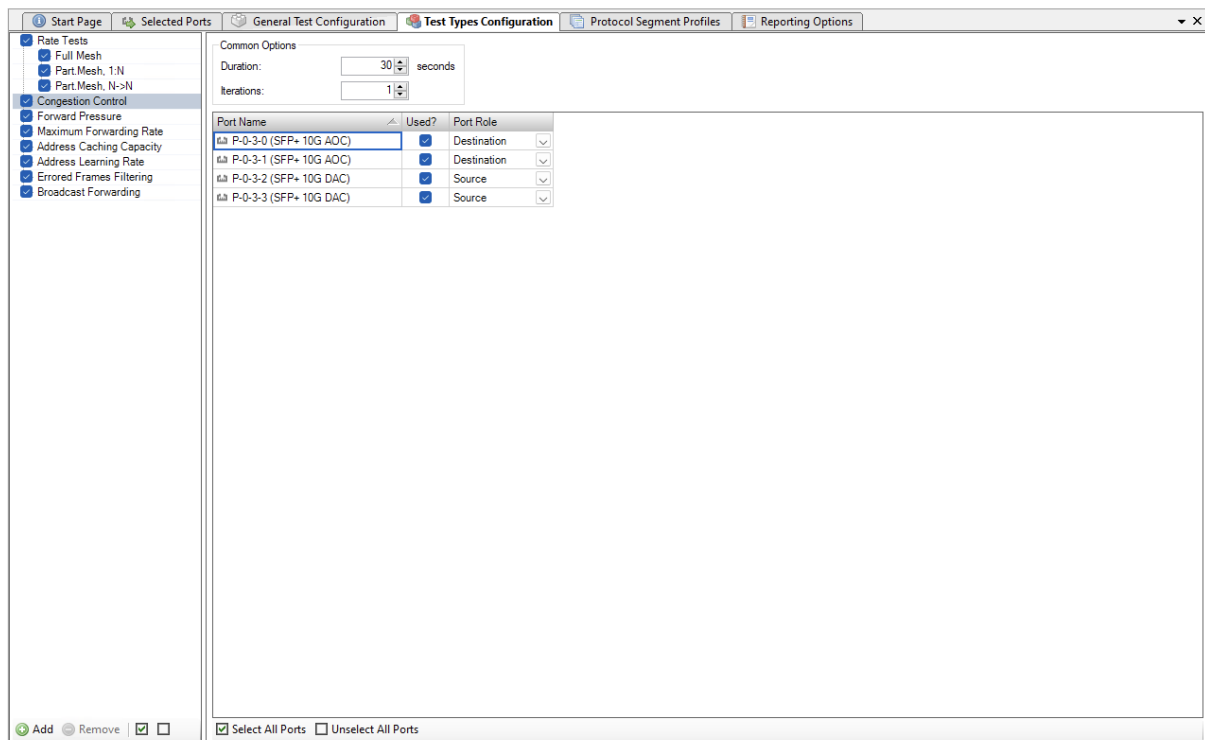 Start Page Selected Ports General Test Configuration Test Types Configuration Protocol Segment Profiles Reporting Options
Rate Tests
Full Mesh
Part.Mesh, 1:N
Part.Mesh, N->N
Congestion Control
Forward Pressure
Maximum Forwarding Rate
Address Caching Capacity
Address Learning Rate
Errored Frames Filtering
Broadcast Forwarding
Common Options
Duration: 30 seconds
Iterations: 1
Port Name Used? Port Role
P-0-3-0 (SFP+ 10G AOC) Destination
P-0-3-1 (SFP+ 10G AOC) Destination
P-0-3-2 (SFP+ 10G DAC) Source
P-0-3-3 (SFP+ 10G DAC) Source
Add Remove
Select All Ports Unselect All Ports